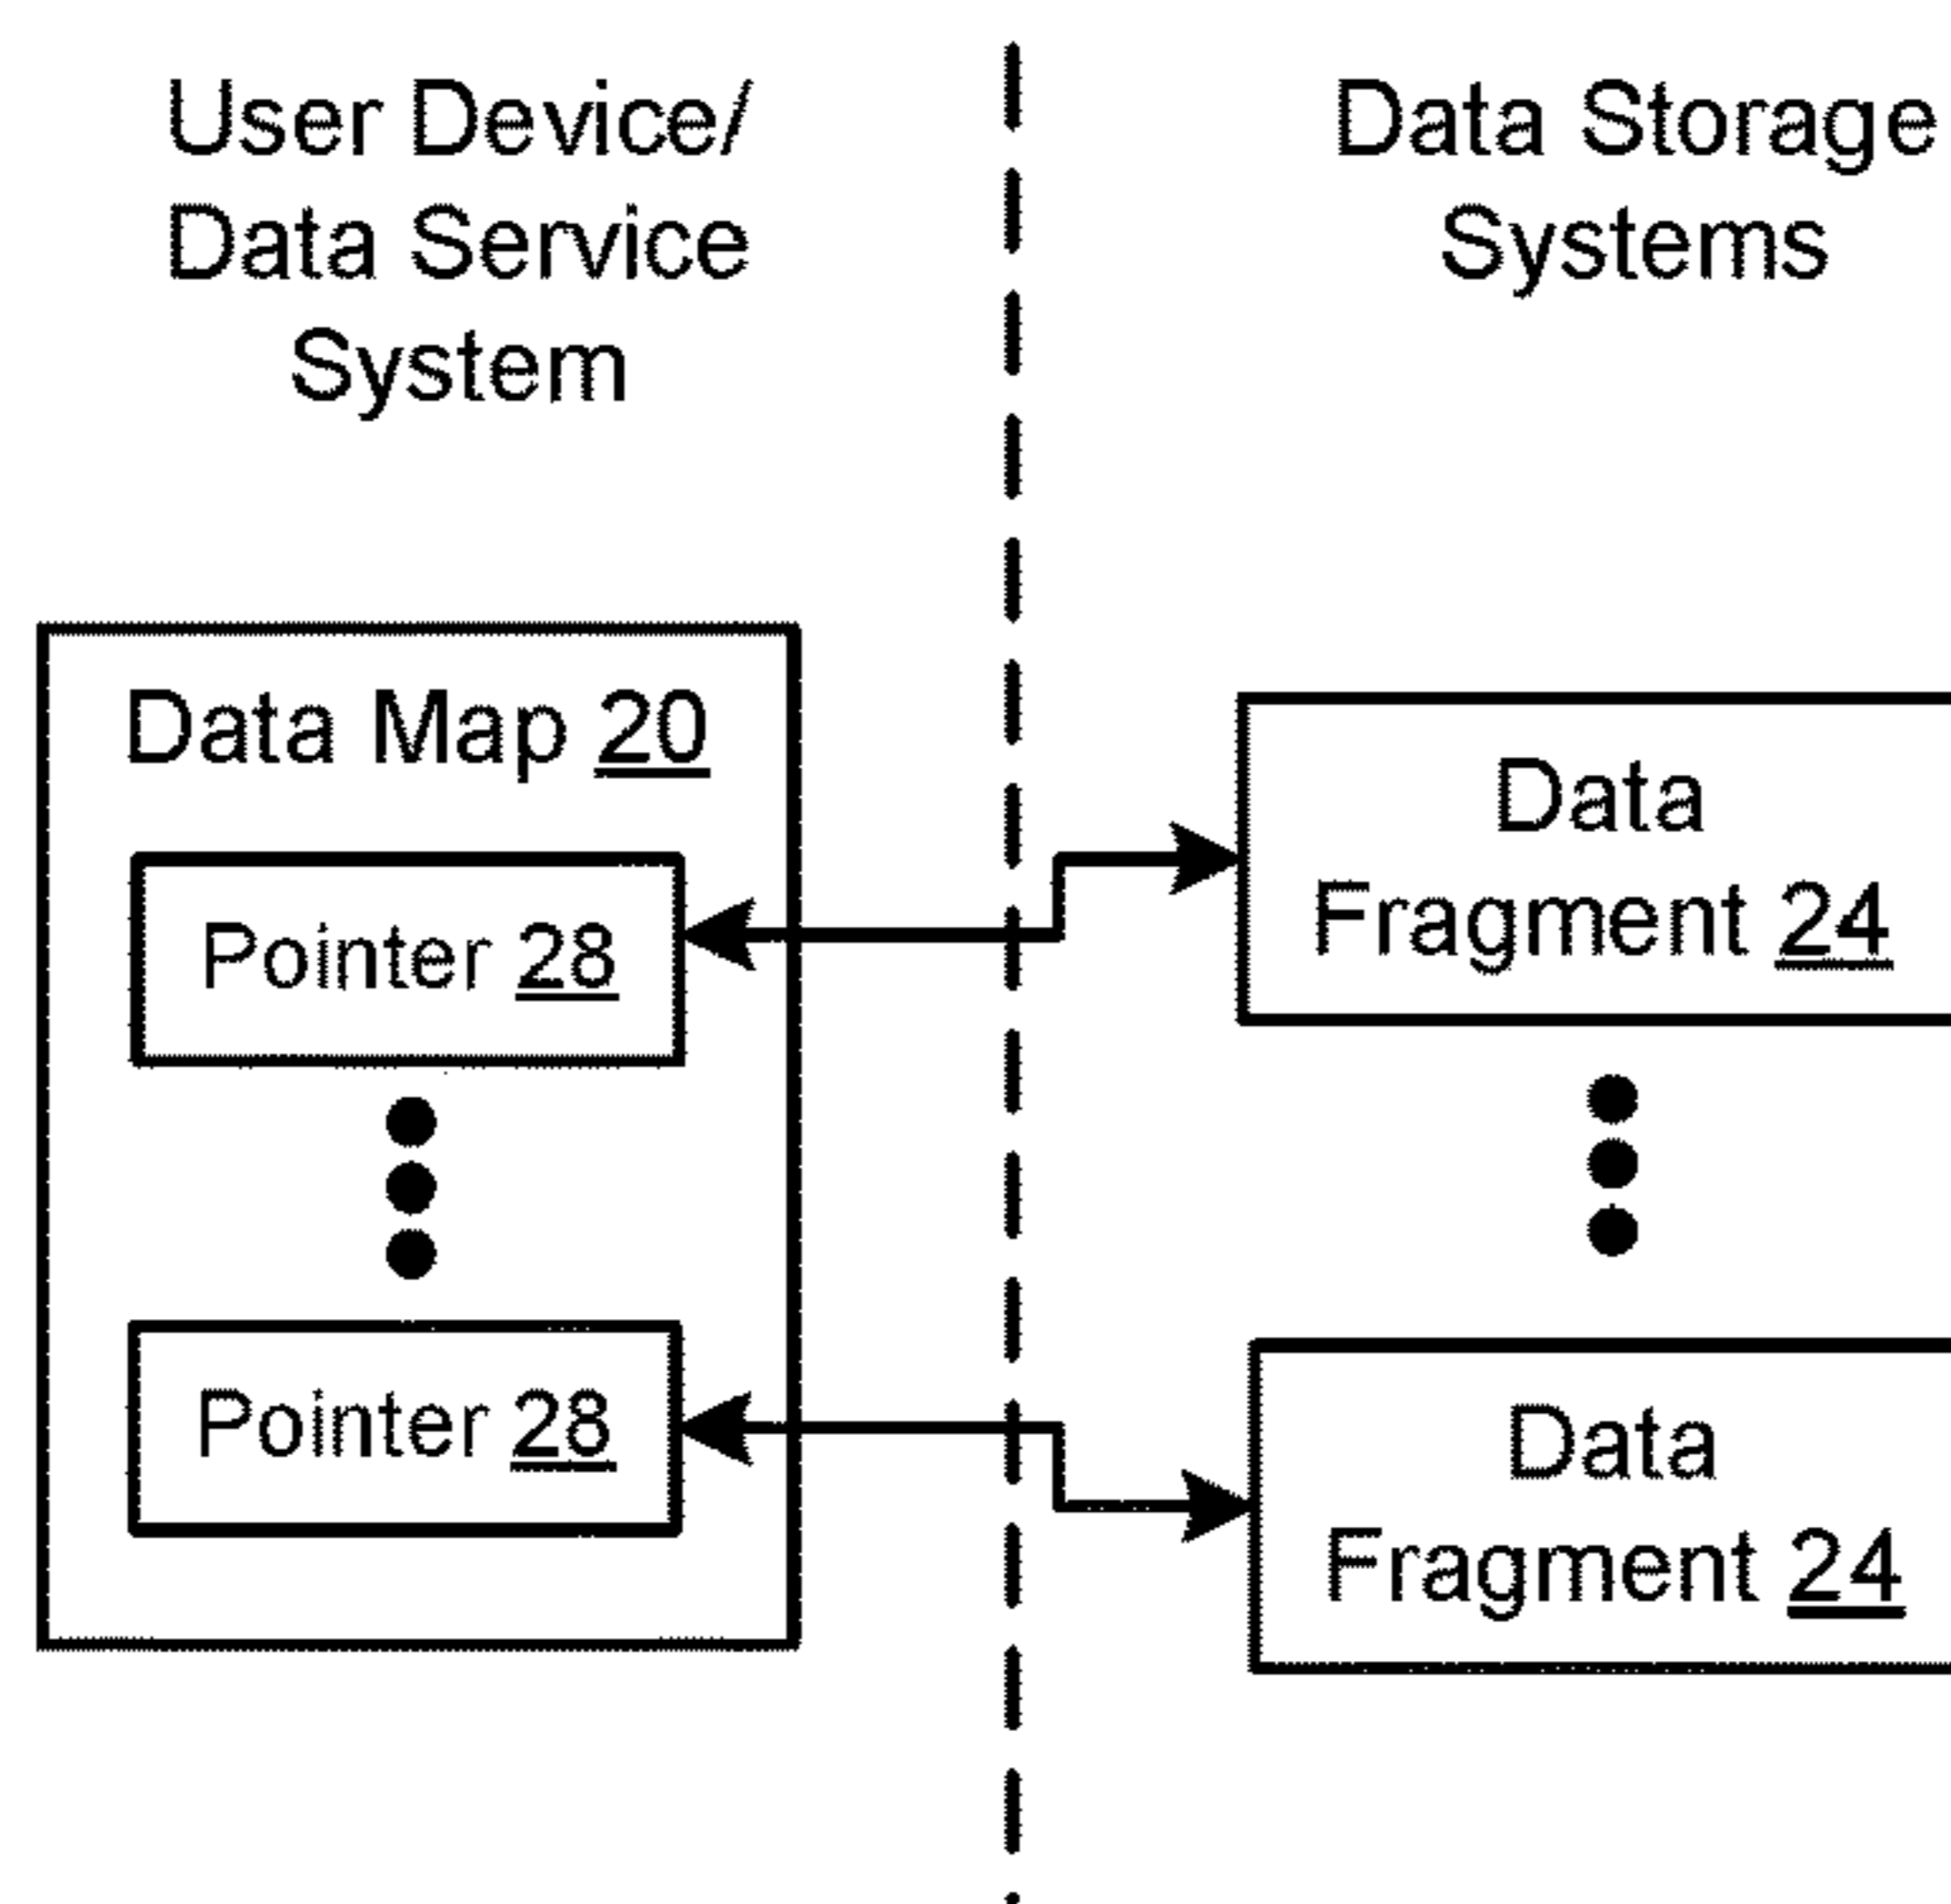 User Device/
Data Service
System
Data Storage
Systems
Data Map 20
Pointer 28
Pointer 28
Data
Fragment 24
Data
Fragment 24